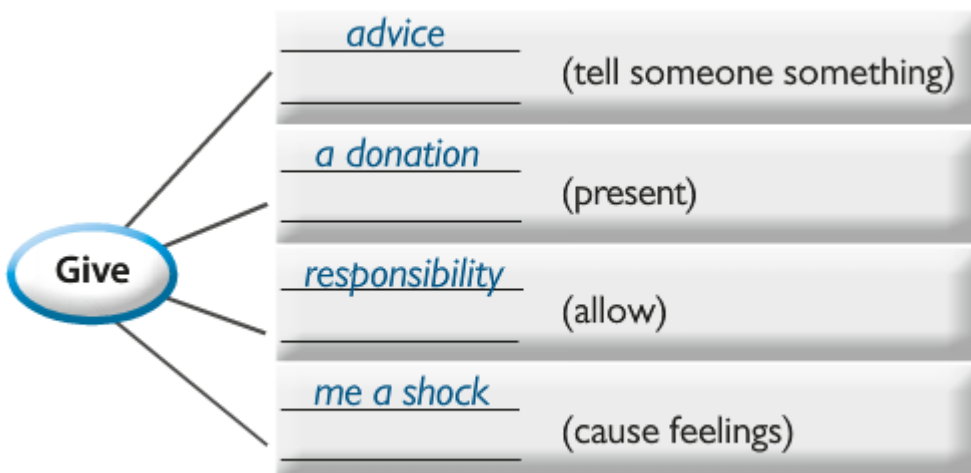 advice
(tell someone something)
a donation
(present)
Give
responsibility
(allow)
me a shock
(cause feelings)